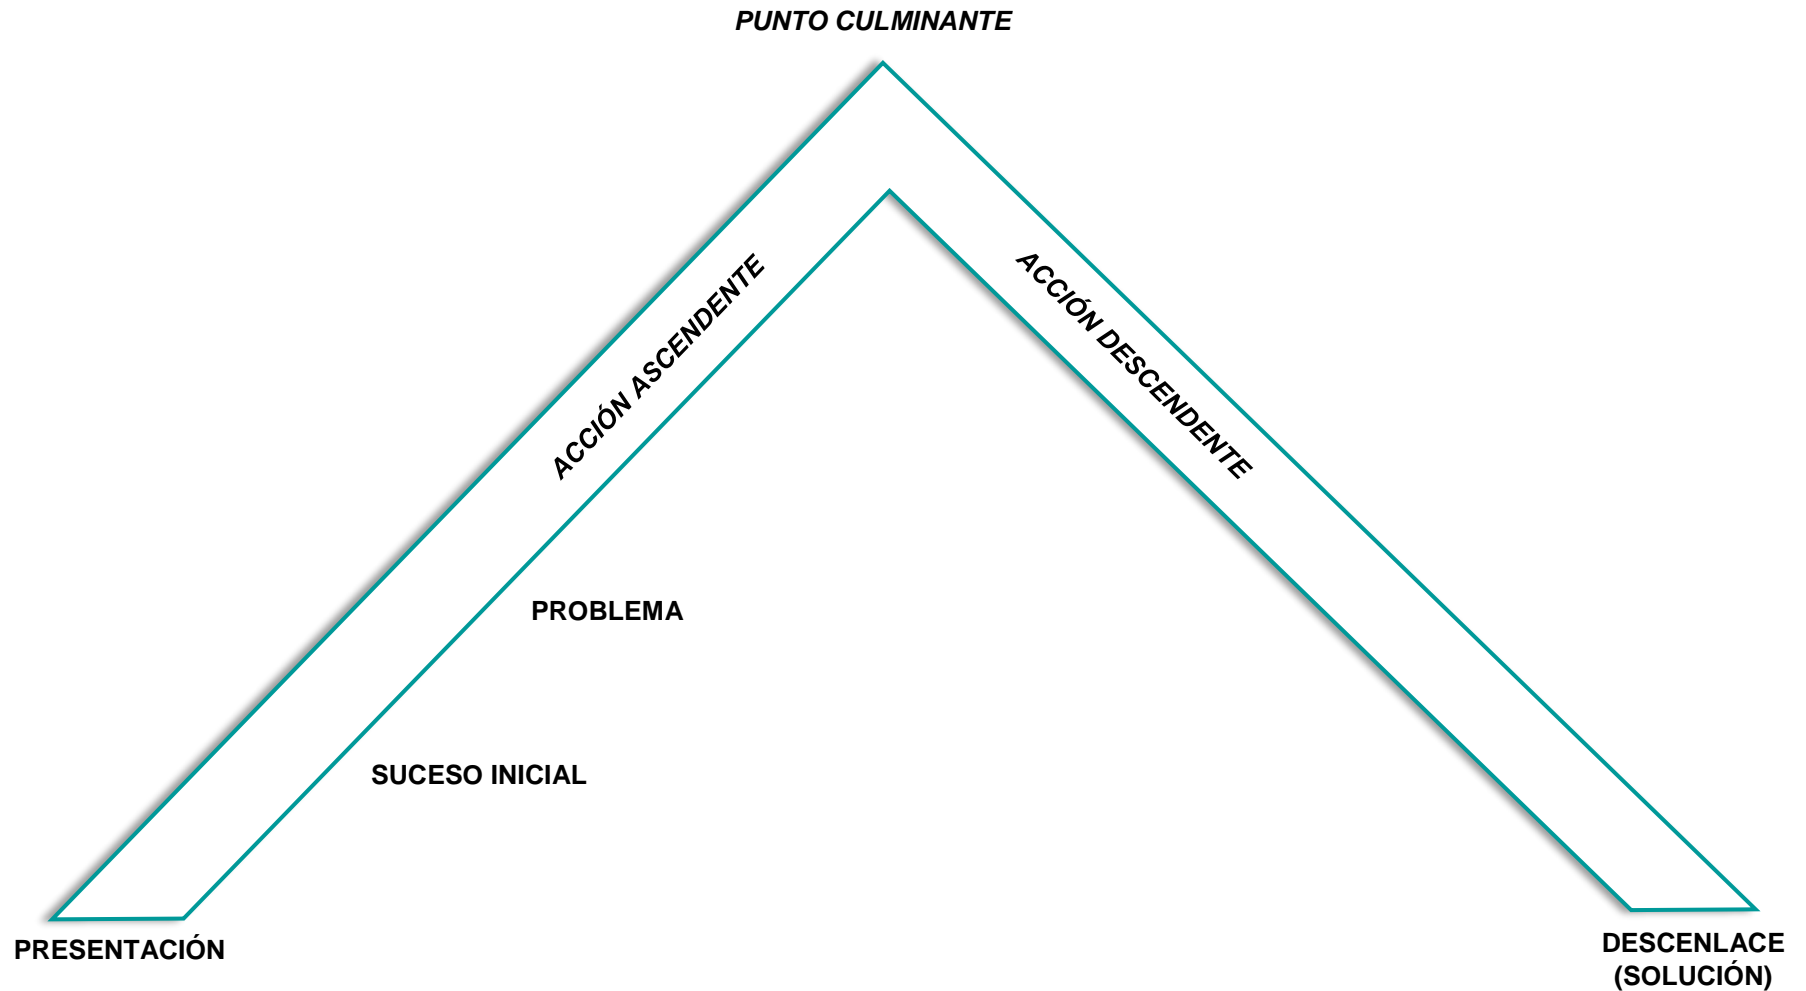 PUNTO CULMINANTE
ACCIÓN ASCENDENTE
ACCIÓN DESCENDENTE
PROBLEMA
SUCESO INICIAL
PRESENTACIÓN
DESCENLACE
(SOLUCIÓN)